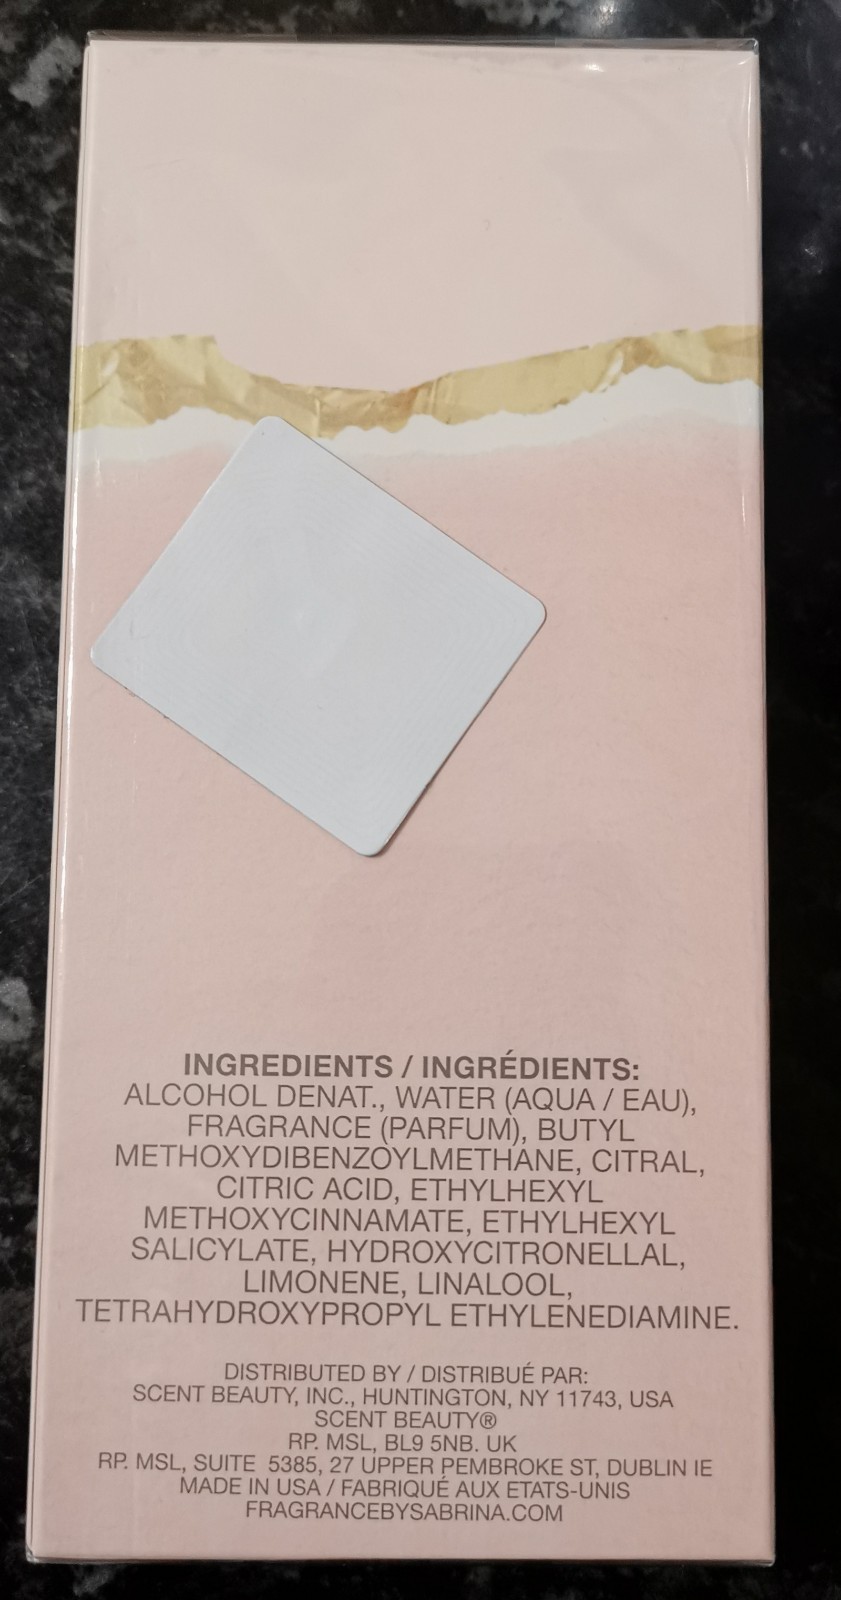 INGREDIENTS / INGRÉDIENTS:
ALCOHOL DENAT., WATER (AQUA / EAU),
FRAGRANCE (PARFUM), BUTYL
METHOXYDIBENZOYLMETHANE, CITRAL,
CITRIC ACID, ETHYLHEXYL
METHOXYCINNAMATE, ETHYLHEXYL
SALICYLATE, HYDROXYCITRONELLAL,
LIMONENE, LINALOOL,
TETRAHYDROXYPROPYL ETHYLENEDIAMINE.
DISTRIBUTED BY / DISTRIBUÉ PAR:
SCENT BEAUTY, INC., HUNTINGTON, NY 11743, USA
SCENT BEAUTY®
RP. MSL, BL9 5NB. UK
RP. MSL, SUITE 5385, 27 UPPER PEMBROKE ST, DUBLIN IE
MADE IN USA / FABRIQUÉ AUX ETATS-UNIS
FRAGRANCEBYSABRINA.COM